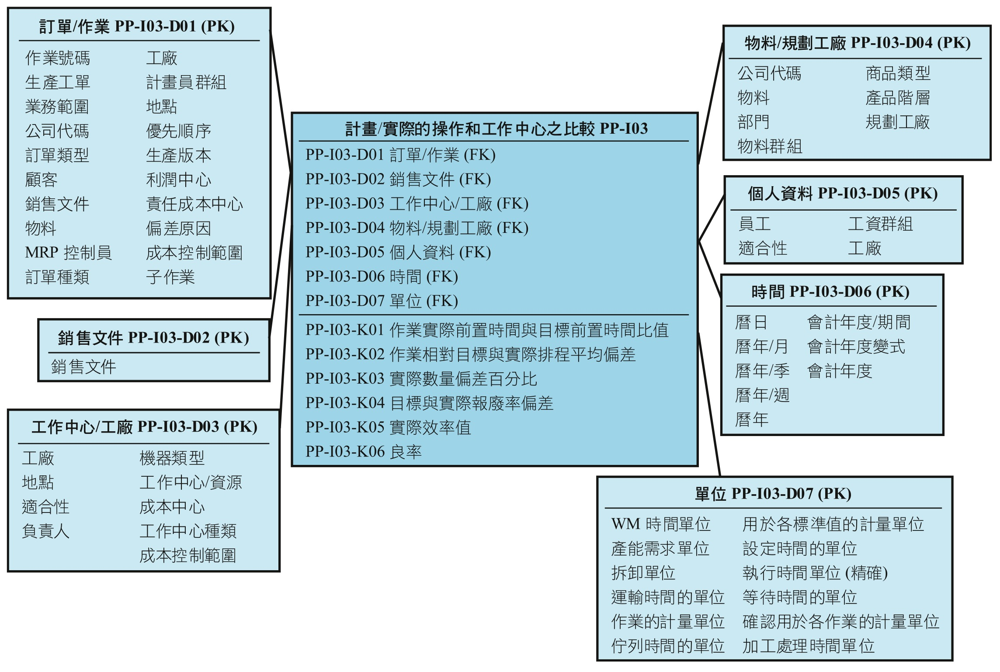 訂單/作業 PP-I03-D01 (PK)
作業號碼 工廠
生產工單 計畫員群組
業務範圍 地點
公司代碼 優先順序
訂單類型 生產版本
顧客 利潤中心
銷售文件 責任成本中心
物料 偏差原因
MRP 控制員 成本控制範圍
訂單種類 子作業
銷售文件 PP-I03-D02 (PK)
銷售文件
工作中心/工廠 PP-I03-D03 (PK)
工廠 機器類型
地點 工作中心/資源
適合性 成本中心
負責人 工作中心種類
成本控制範圍
計畫/實際的操作和工作中心之比較 PP-I03
PP-I03-D01 訂單/作業 (FK)
PP-I03-D02 銷售文件 (FK)
PP-I03-D03 工作中心/工廠 (FK)
PP-I03-D04 物料/規劃工廠 (FK)
PP-I03-D05 個人資料 (FK)
PP-I03-D06 時間 (FK)
PP-I03-D07 單位 (FK)
PP-I03-K01 作業實際前置時間與目標前置時間比值
PP-I03-K02 作業相對目標與實際排程平均偏差
PP-I03-K03 實際數量偏差百分比
PP-I03-K04 目標與實際報廢率偏差
PP-I03-K05 實際效率值
PP-I03-K06 良率
物料/規劃工廠 PP-I03-D04 (PK)
公司代碼 商品類型
物料 產品階層
部門 規劃工廠
物料群組
個人資料 PP-I03-D05 (PK)
員工 工資群組
適合性 工廠
時間 PP-I03-D06 (PK)
曆日 會計年度/期間
曆年/月 會計年度變式
曆年/季 會計年度
曆年/週
曆年
單位 PP-I03-D07 (PK)
WM 時間單位 用於各標準值的計量單位
產能需求單位 設定時間的單位
拆卸單位 執行時間單位 (精確)
運輸時間的單位 等待時間的單位
作業的計量單位 確認用於各作業的計量單位
佇列時間的單位 加工處理時間單位